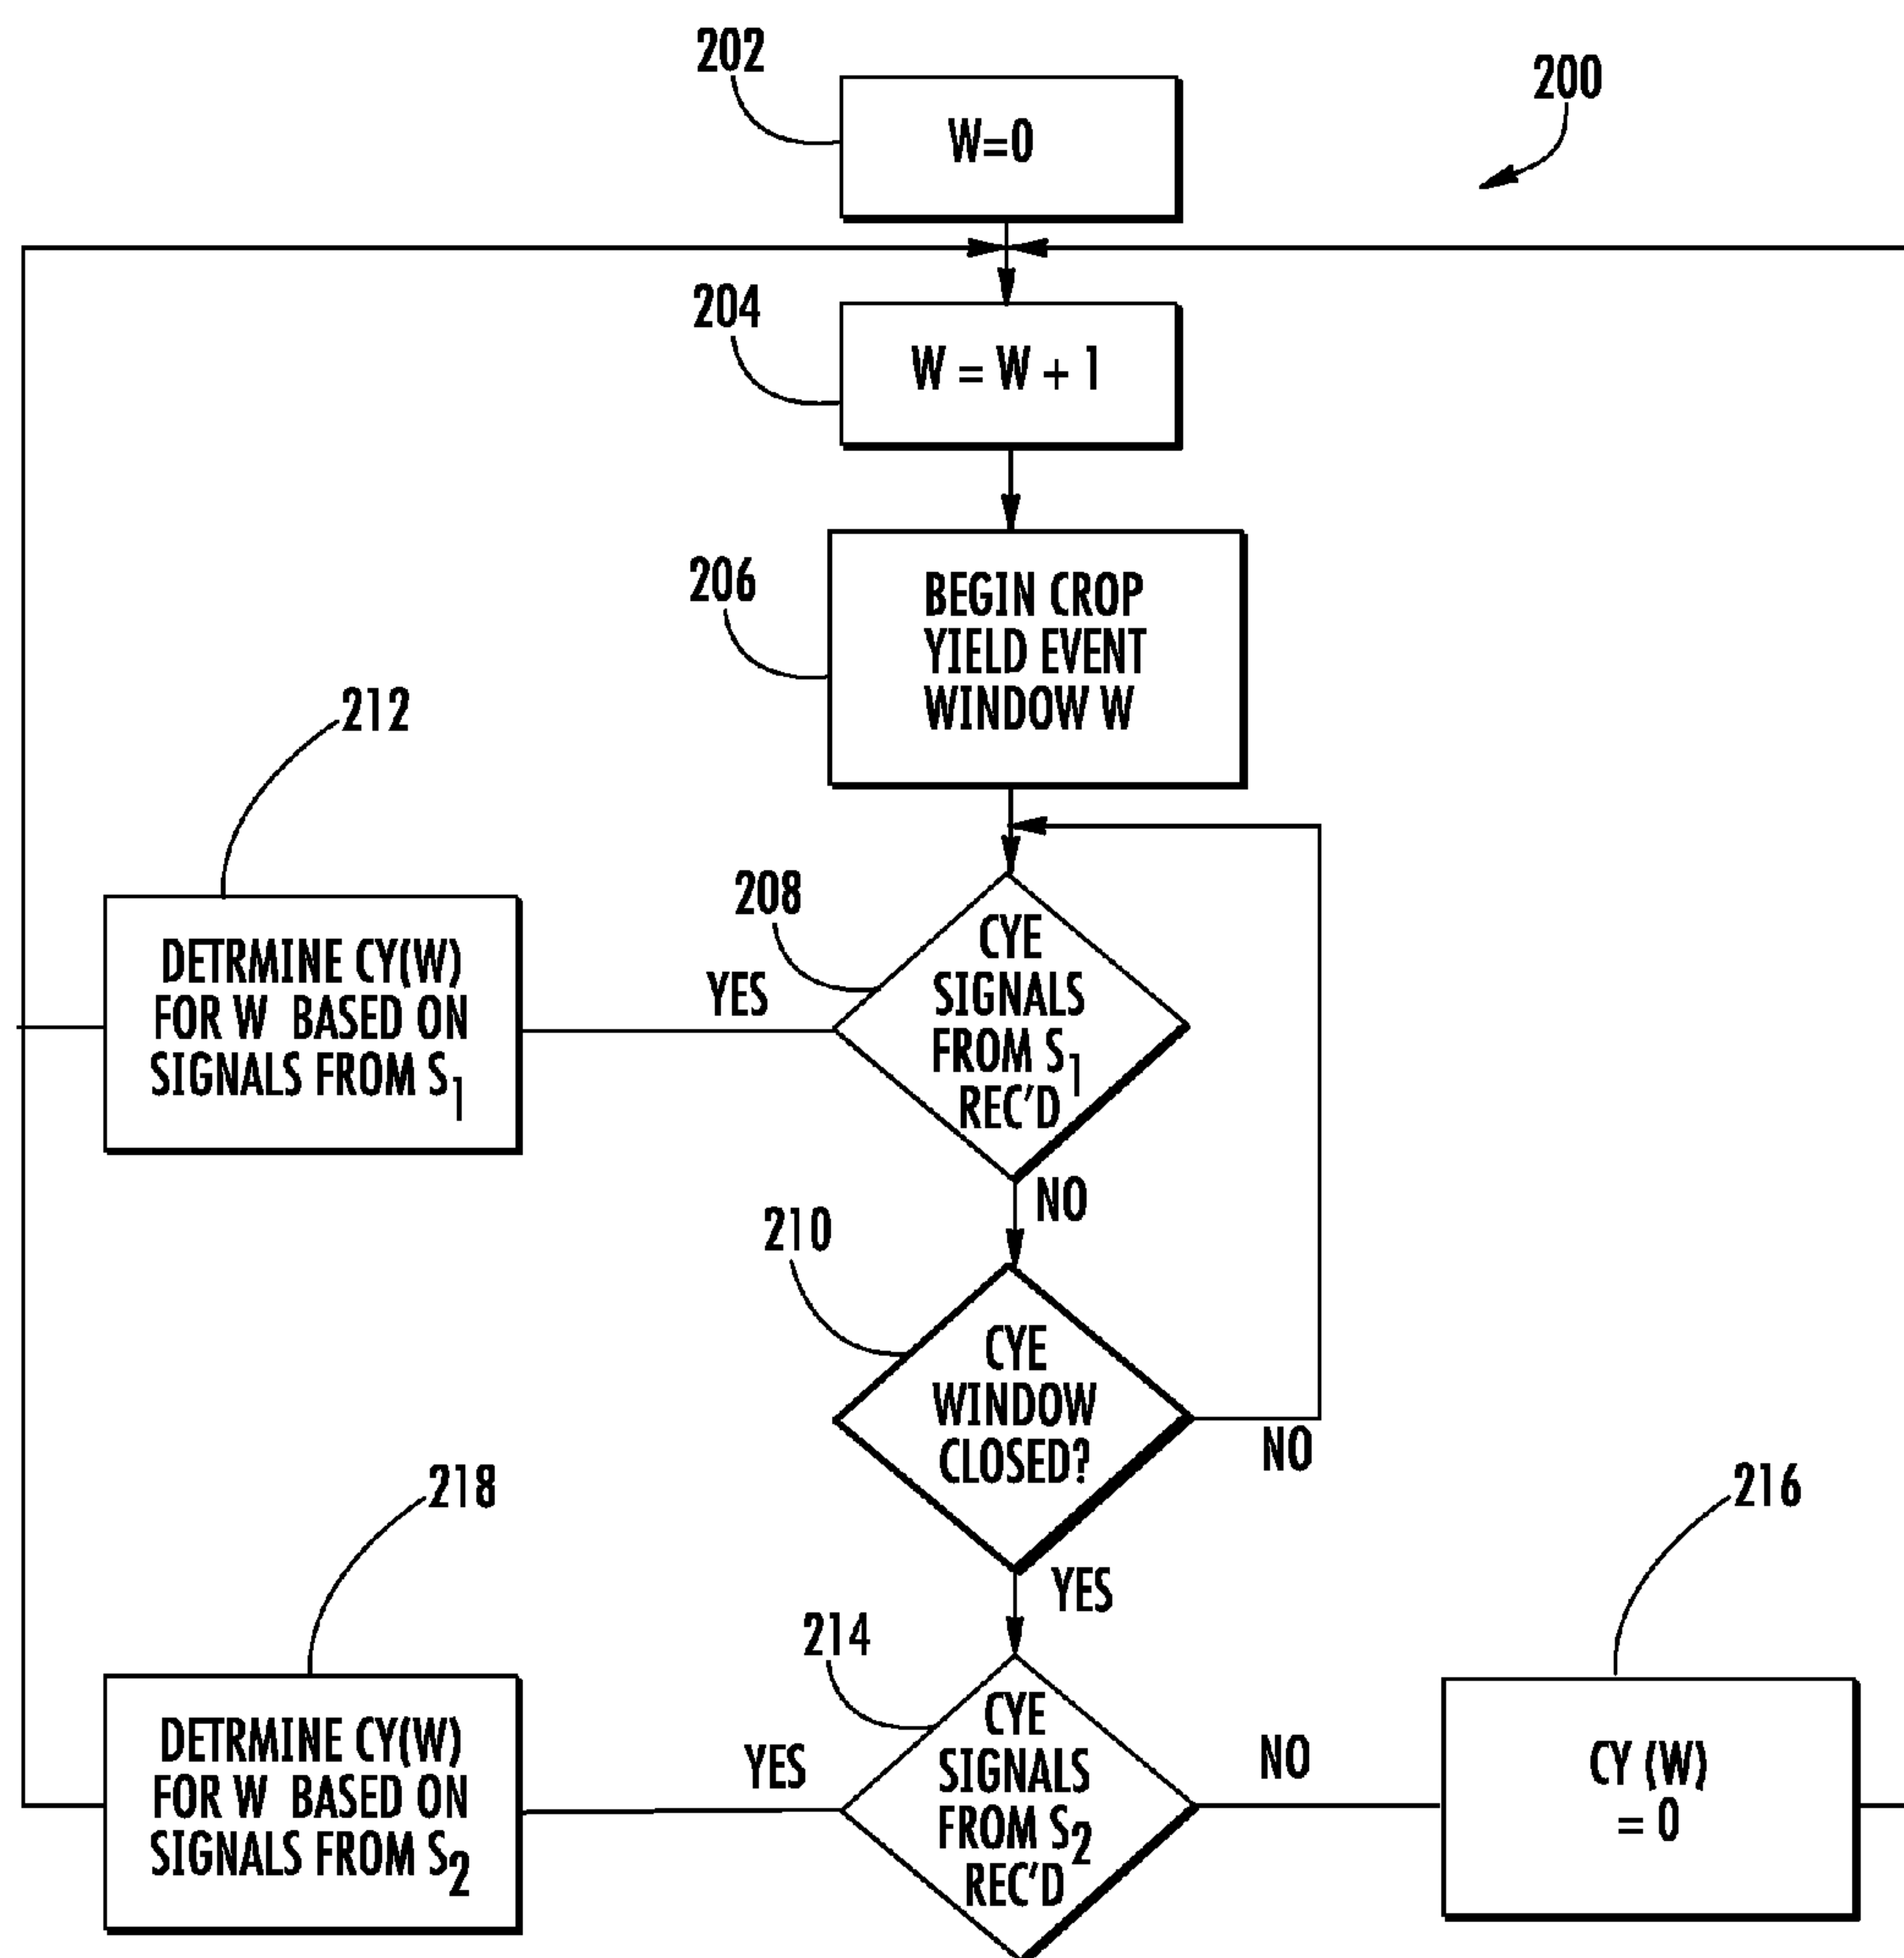 202
200
W=0
204
W = W + 1
206
BEGIN CROP
YIELD EVENT
WINDOW W
212
208
DETRMINE CY(W)
FOR W BASED ON
SIGNALS FROM S1
YES
CYE
SIGNALS
FROM S1
REC'D
NO
210
CYE
WINDOW
CLOSED?
NO
218
216
YES
214
DETRMINE CY(W)
FOR W BASED ON
SIGNALS FROM S2
YES
CYE
SIGNALS
FROM S2
REC'D
NO
CY (W)
= 0